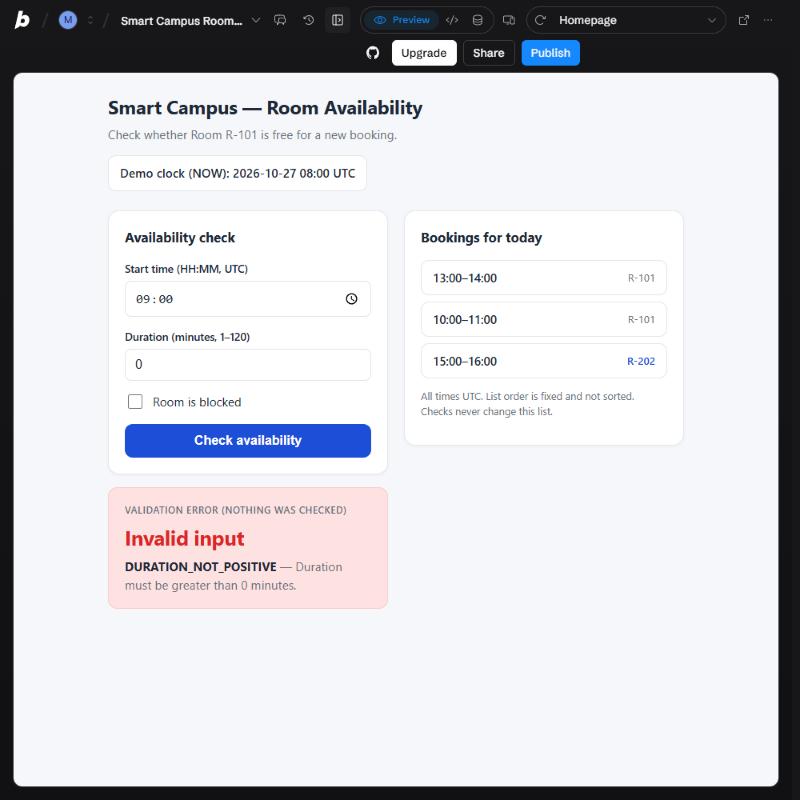 b / M / Smart Campus Room... Preview Homepage
Upgrade Share Publish
Smart Campus — Room Availability
Check whether Room R-101 is free for a new booking.
Demo clock (NOW): 2026-10-27 08:00 UTC
Availability check
Start time (HH:MM, UTC)
09:00
Duration (minutes, 1–120)
0
Room is blocked
Check availability
Bookings for today
13:00–14:00 R-101
10:00–11:00 R-101
15:00–16:00 R-202
All times UTC. List order is fixed and not sorted.
Checks never change this list.
VALIDATION ERROR (NOTHING WAS CHECKED)
Invalid input
DURATION_NOT_POSITIVE — Duration
must be greater than 0 minutes.